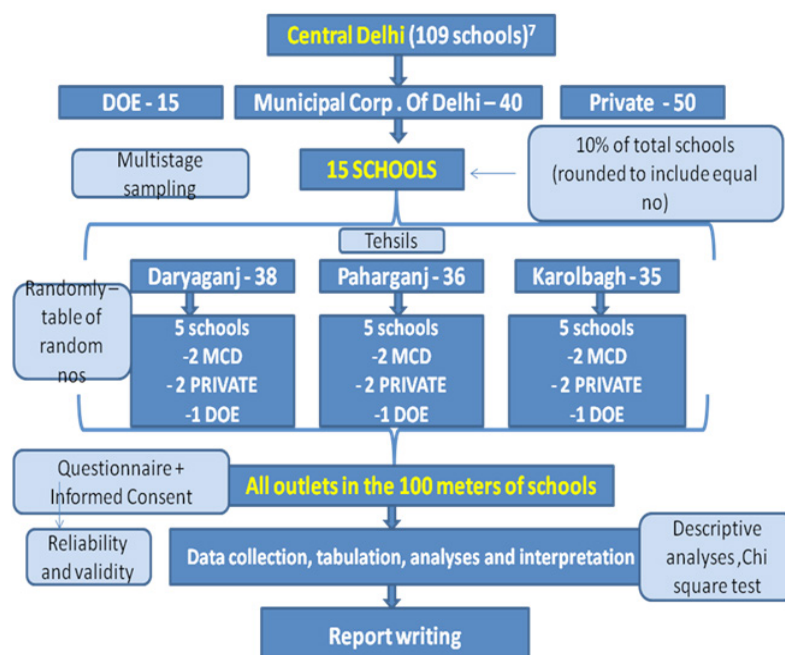 Central Delhi (109 schools)7
DOE - 15
Municipal Corp . Of Delhi – 40
Private - 50
Multistage
sampling
15 SCHOOLS
10% of total schools
(rounded to include equal
no)
Tehsils
Daryaganj - 38
Paharganj - 36
Karolbagh - 35
Randomly –
table of
random
nos
5 schools
-2 MCD
- 2 PRIVATE
-1 DOE
5 schools
-2 MCD
- 2 PRIVATE
-1 DOE
5 schools
-2 MCD
- 2 PRIVATE
-1 DOE
Questionnaire +
Informed Consent
All outlets in the 100 meters of schools
Reliability
and validity
Data collection, tabulation, analyses and interpretation
Descriptive
analyses ,Chi
square test
Report writing